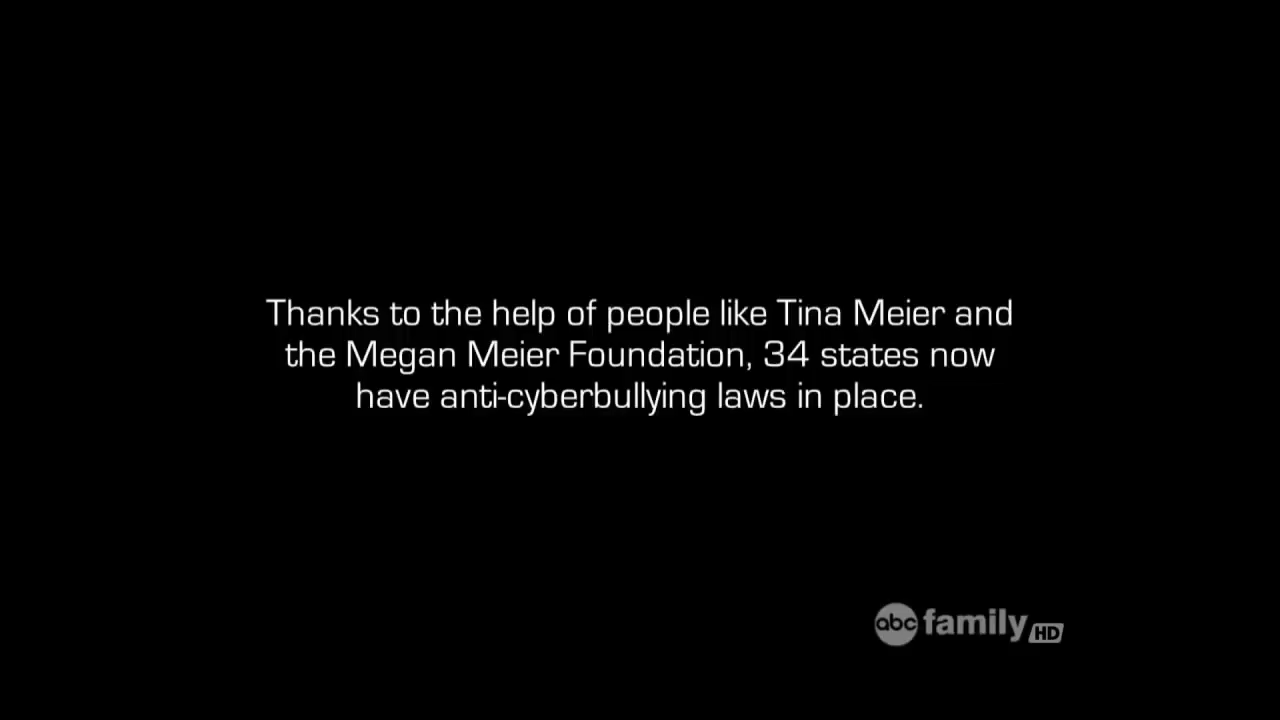 Thanks to the help of people like Tina Meier and
the Megan Meier Foundation, 34 states now
have anti-cyberbullying laws in place.
abc family HD